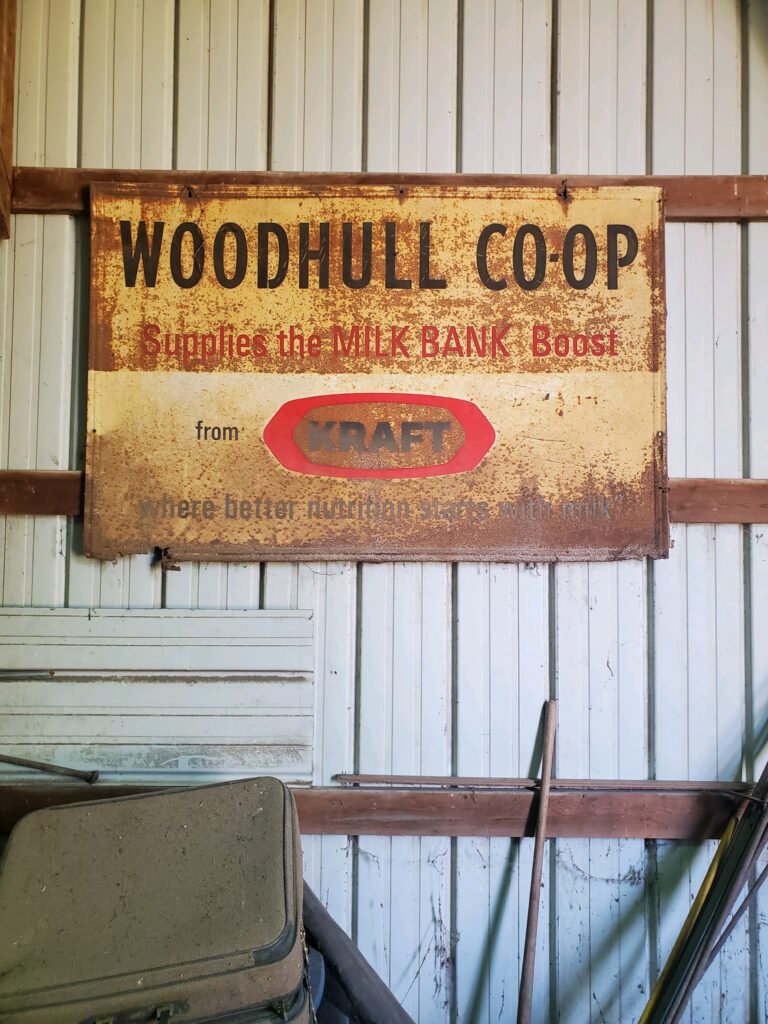 WOODHULL CO-OP
Supplies the MILK BANK Boost
from KRAFT
"where better nutrition starts with milk"